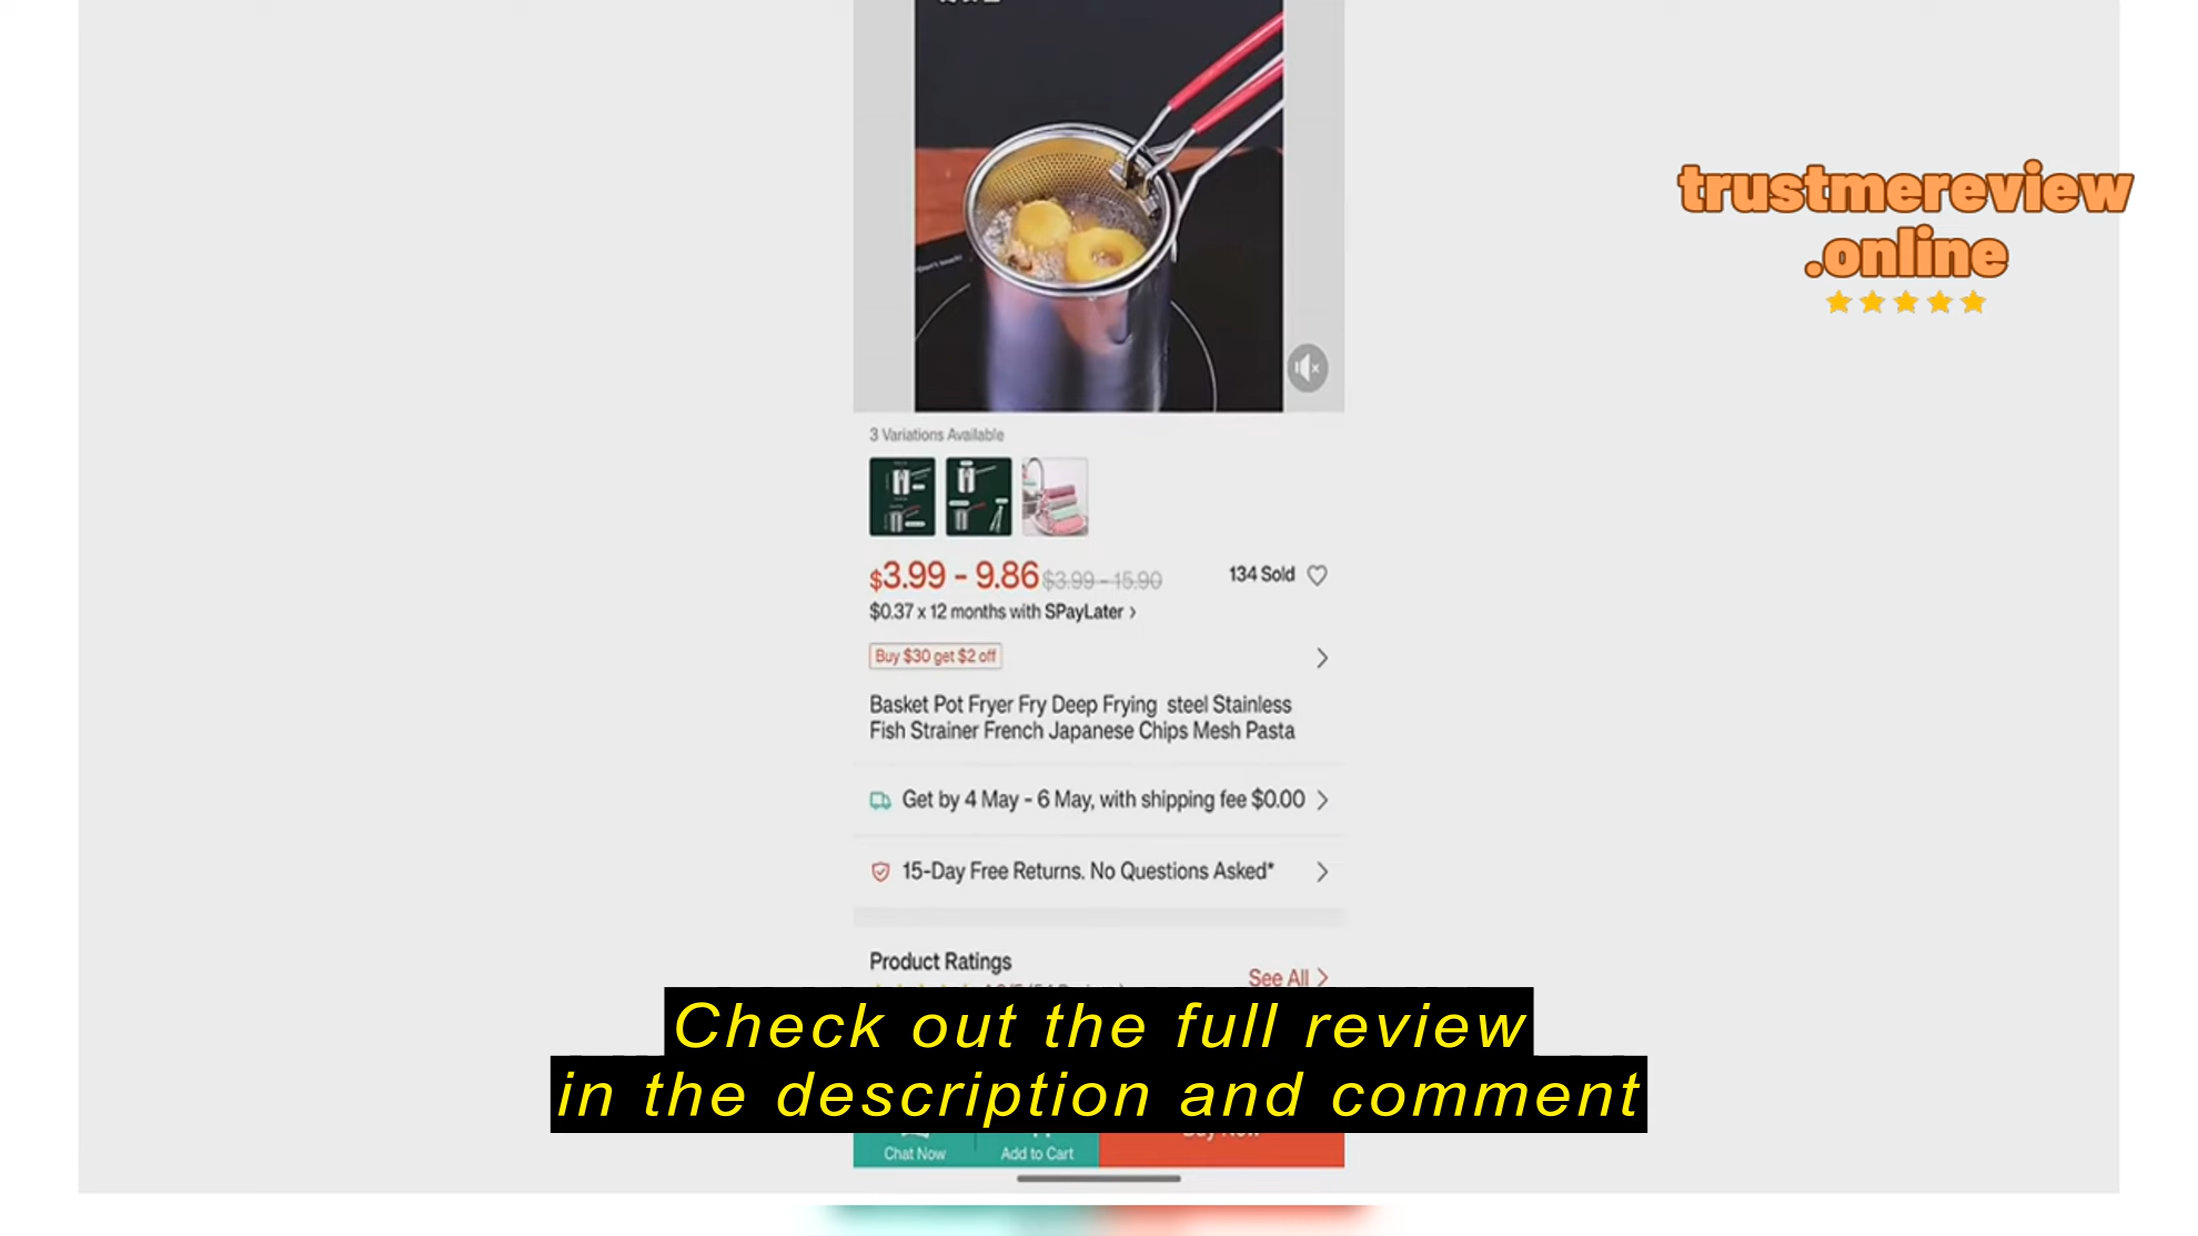 trustmereview
.online
3 Variations Available
$3.99 - 9.86 $3.99 - 15.90
134 Sold
$0.37 x 12 months with SPayLater >
Buy $30 get $2 off
Basket Pot Fryer Fry Deep Frying steel Stainless
Fish Strainer French Japanese Chips Mesh Pasta
Get by 4 May - 6 May, with shipping fee $0.00
15-Day Free Returns. No Questions Asked*
Product Ratings
See All
Check out the full review
in the description and comment
Chat Now
Add to Cart
Buy Now